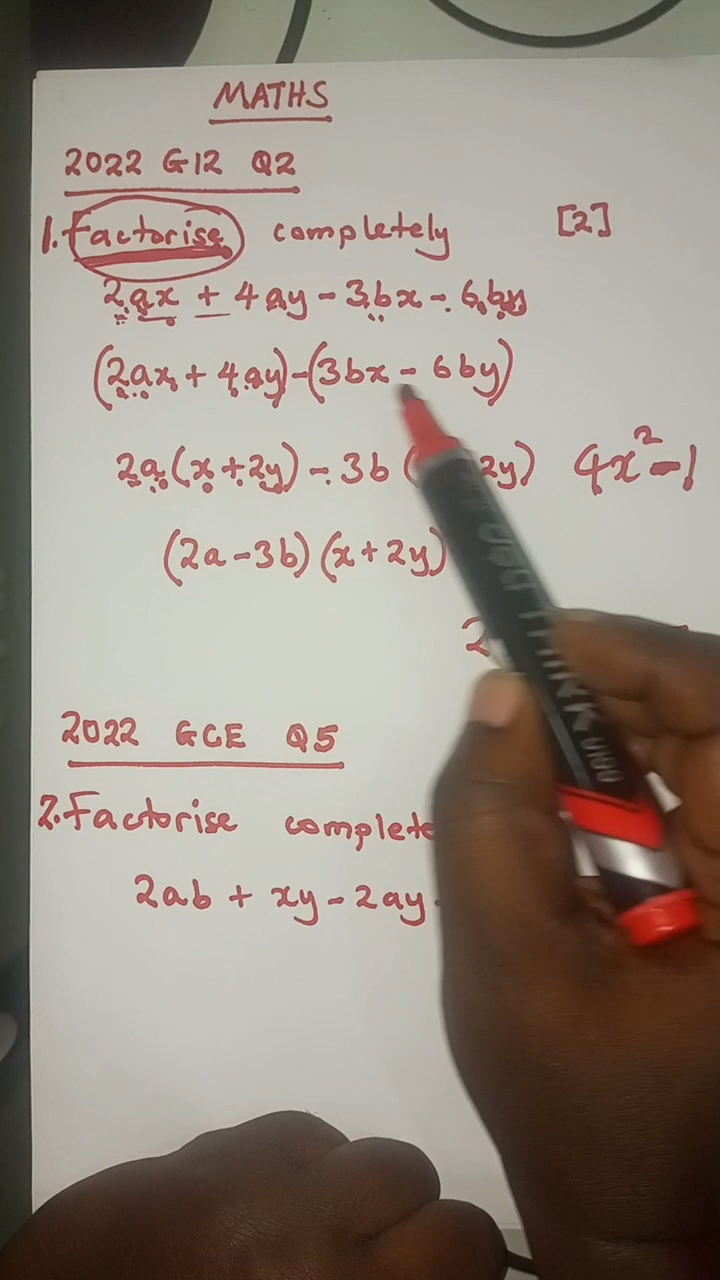 MATHS
2022 G12 Q2
1. Factorise completely [2]
2ax + 4ay - 3bx - 6by
(2ax + 4ay) - (3bx - 6by)
2a(x + 2y) - 3b ( 2y) 4x² - 1
(2a - 3b)(x + 2y)
2
2022 GCE Q5
2. Factorise complete
2ab + xy - 2ay